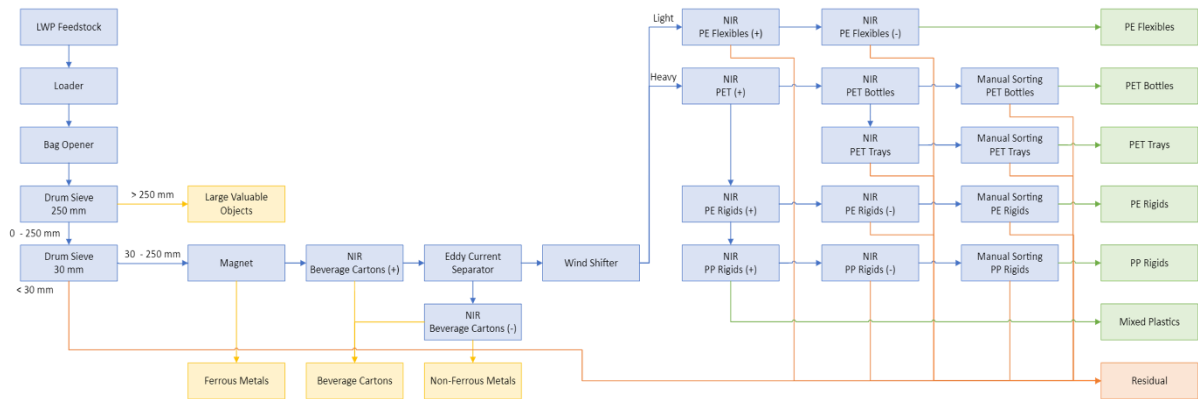 LWP Feedstock
Loader
Bag Opener
Drum Sieve
250 mm
> 250 mm
Large Valuable
Objects
0 - 250 mm
Drum Sieve
30 mm
30 - 250 mm
< 30 mm
Magnet
NIR
Beverage Cartons (+)
Eddy Current
Separator
Wind Shifter
NIR
Beverage Cartons (-)
Ferrous Metals
Beverage Cartons
Non-Ferrous Metals
Light
Heavy
NIR
PE Flexibles (+)
NIR
PE Flexibles (-)
PE Flexibles
NIR
PET (+)
NIR
PET Bottles
Manual Sorting
PET Bottles
PET Bottles
NIR
PET Trays
Manual Sorting
PET Trays
PET Trays
NIR
PE Rigids (+)
NIR
PE Rigids (-)
Manual Sorting
PE Rigids
PE Rigids
NIR
PP Rigids (+)
NIR
PP Rigids (-)
Manual Sorting
PP Rigids
PP Rigids
Mixed Plastics
Residual